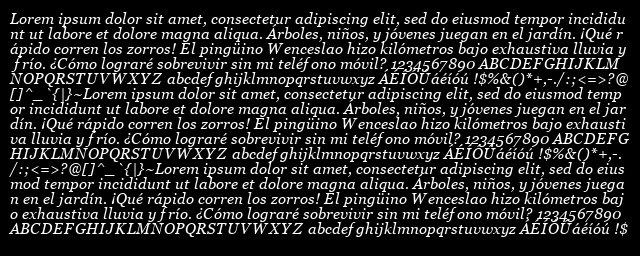 Lorem ipsum dolor sit amet, consectetur adipiscing elit, sed do eiusmod tempor incididu
nt ut labore et dolore magna aliqua. Árboles, niños, y jóvenes juegan en el jardín. ¡Qué r
ápido corren los zorros! El pingüino Wenceslao hizo kilómetros bajo exhaustiva lluvia y
frío. ¿Cómo lograré sobrevivir sin mi teléfono móvil? 1234567890 ABCDEFGHIJKLM
NOPQRSTUVWXYZ abcdefghijklmnopqrstuvwxyz ÁÉÍÓÚáéíóú !$%&()*+,-./:;<=>?@
[]^_`{|}~Lorem ipsum dolor sit amet, consectetur adipiscing elit, sed do eiusmod temp
or incididunt ut labore et dolore magna aliqua. Árboles, niños, y jóvenes juegan en el jar
dín. ¡Qué rápido corren los zorros! El pingüino Wenceslao hizo kilómetros bajo exhausti
va lluvia y frío. ¿Cómo lograré sobrevivir sin mi teléfono móvil? 1234567890 ABCDEFG
HIJKLMNOPQRSTUVWXYZ abcdefghijklmnopqrstuvwxyz ÁÉÍÓÚáéíóú !$%&()*+,-.
/:;<=>?@[]^_`{|}~Lorem ipsum dolor sit amet, consectetur adipiscing elit, sed do eius
mod tempor incididunt ut labore et dolore magna aliqua. Árboles, niños, y jóvenes juega
n en el jardín. ¡Qué rápido corren los zorros! El pingüino Wenceslao hizo kilómetros baj
o exhaustiva lluvia y frío. ¿Cómo lograré sobrevivir sin mi teléfono móvil? 1234567890
ABCDEFGHIJKLMNOPQRSTUVWXYZ abcdefghijklmnopqrstuvwxyz ÁÉÍÓÚáéíóú !$